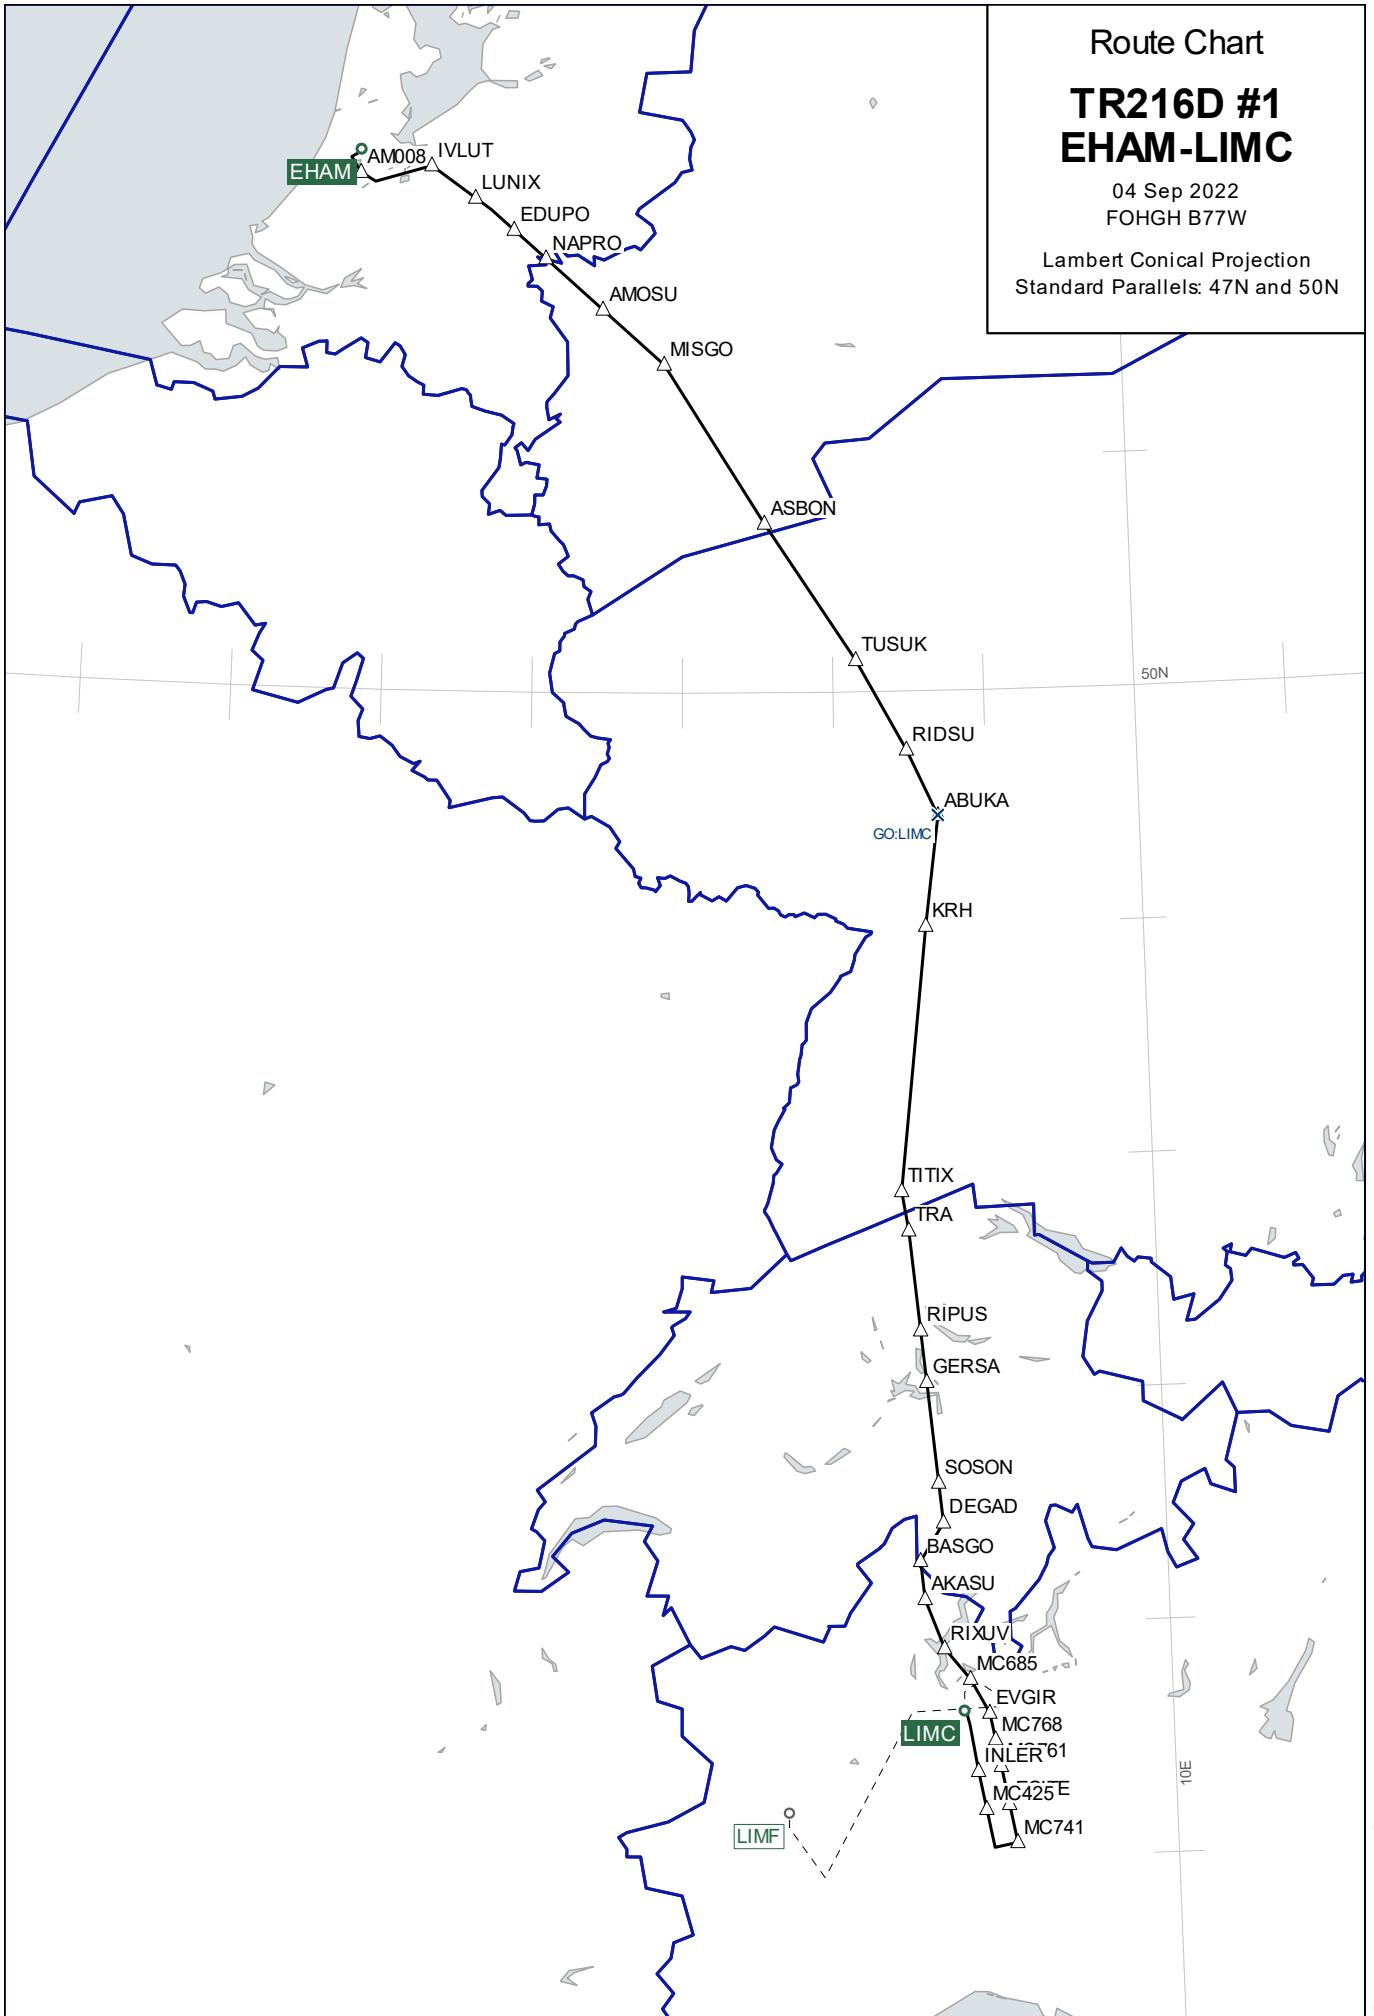 Route Chart
TR216D #1
EHAM-LIMC
04 Sep 2022
FOHGH B77W
Lambert Conical Projection
Standard Parallels: 47N and 50N
EHAM
AM008
IVLUT
LUNIX
EDUPO
NAPRO
AMOSU
MISGO
ASBON
TUSUK
50N
RIDSU
ABUKA
GO:LIMC
KRH
TITIX
TRA
RIPUS
GERSA
SOSON
DEGAD
BASGO
AKASU
RIXUV
MC685
EVGIR
LIMC
MC768
INLER
10E
MC425
LIMF
MC741